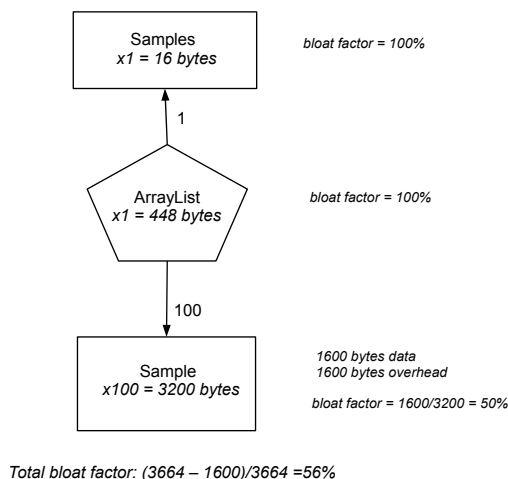 Samples
x1 = 16 bytes
bloat factor = 100%
1
ArrayList
x1 = 448 bytes
bloat factor = 100%
100
Sample
x100 = 3200 bytes
1600 bytes data
1600 bytes overhead
bloat factor = 1600/3200 = 50%
Total bloat factor: (3664 – 1600)/3664 =56%